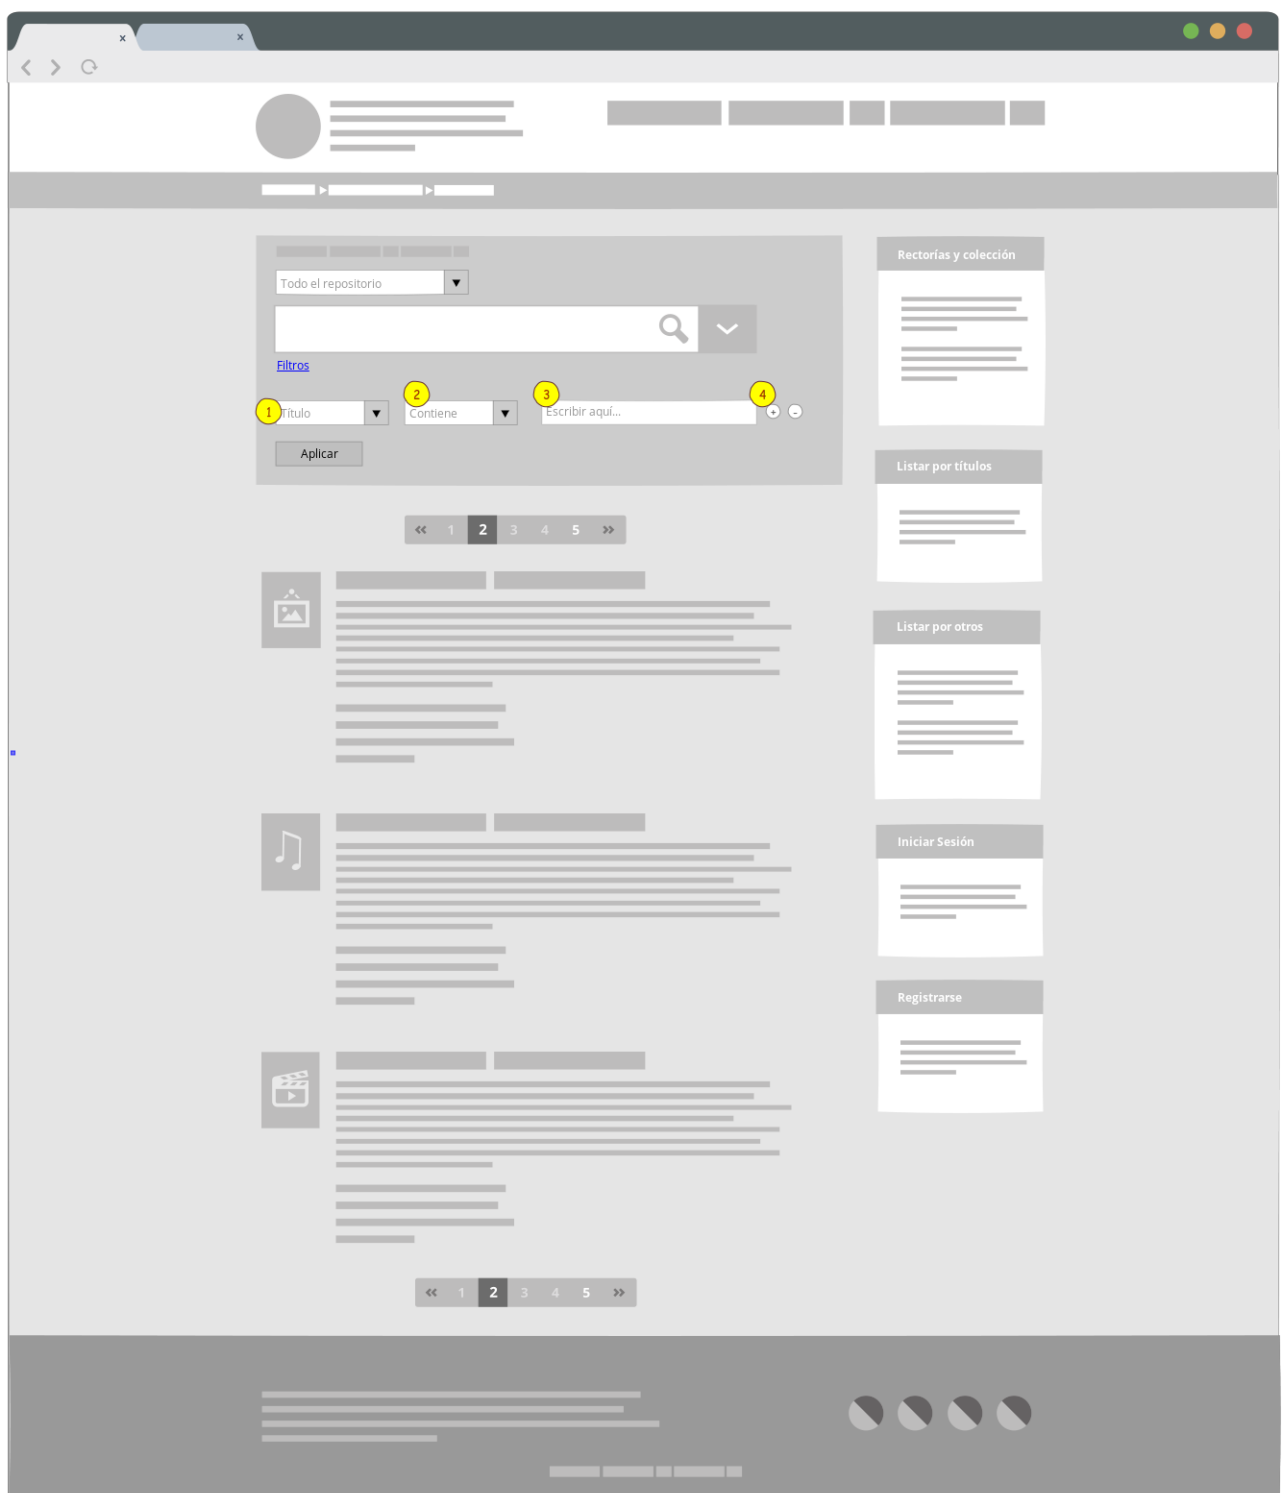 x
x
Todo el repositorio
Filtros
1
Título
2
Contiene
3
Escribir aquí...
4
+
-
Aplicar
« 1 2 3 4 5 »
« 1 2 3 4 5 »
Rectorías y colección
Listar por títulos
Listar por otros
Iniciar Sesión
Registrarse